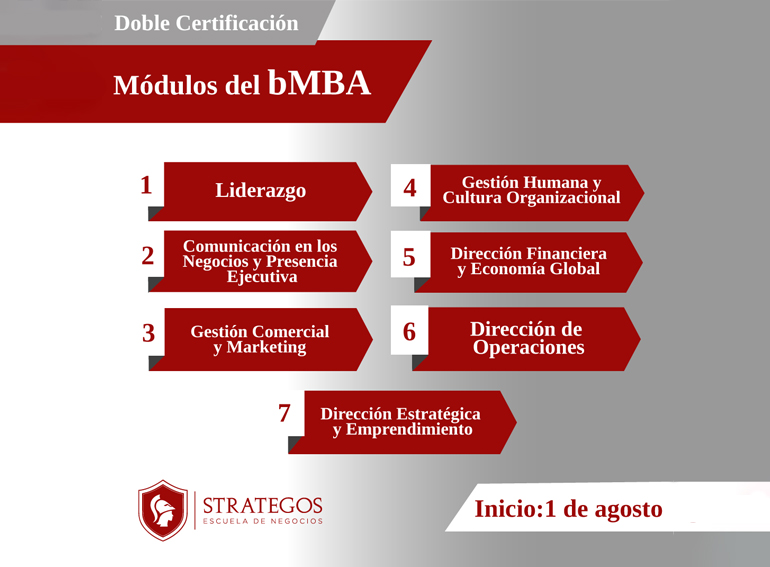 Doble Certificación
Módulos del bMBA
1
Liderazgo
2
Comunicación en los
Negocios y Presencia
Ejecutiva
3
Gestión Comercial
y Marketing
4
Gestión Humana y
Cultura Organizacional
5
Dirección Financiera
y Economía Global
6
Dirección de
Operaciones
7
Dirección Estratégica
y Emprendimiento
STRATEGOS
ESCUELA DE NEGOCIOS
Inicio:1 de agosto